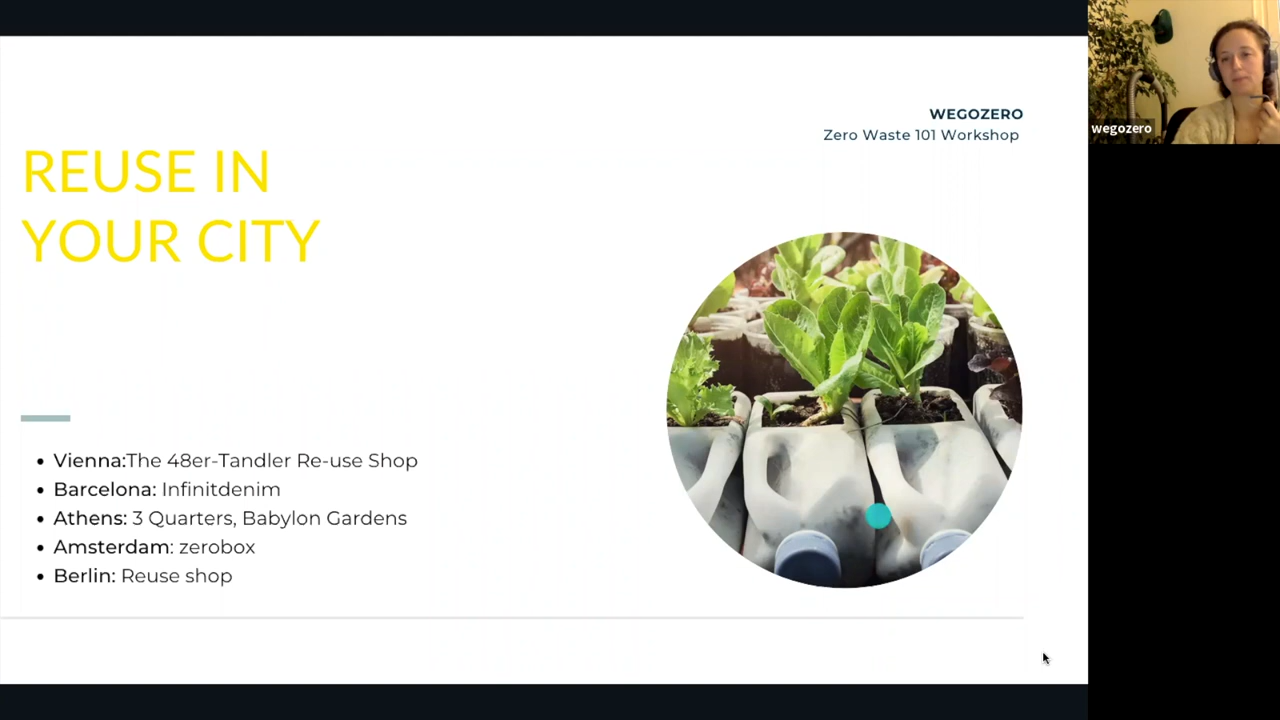 WEGOZERO
Zero Waste 101 Workshop
REUSE IN
YOUR CITY
• Vienna:The 48er-Tandler Re-use Shop
• Barcelona: Infinitdenim
• Athens: 3 Quarters, Babylon Gardens
• Amsterdam: zerobox
• Berlin: Reuse shop
wegozero